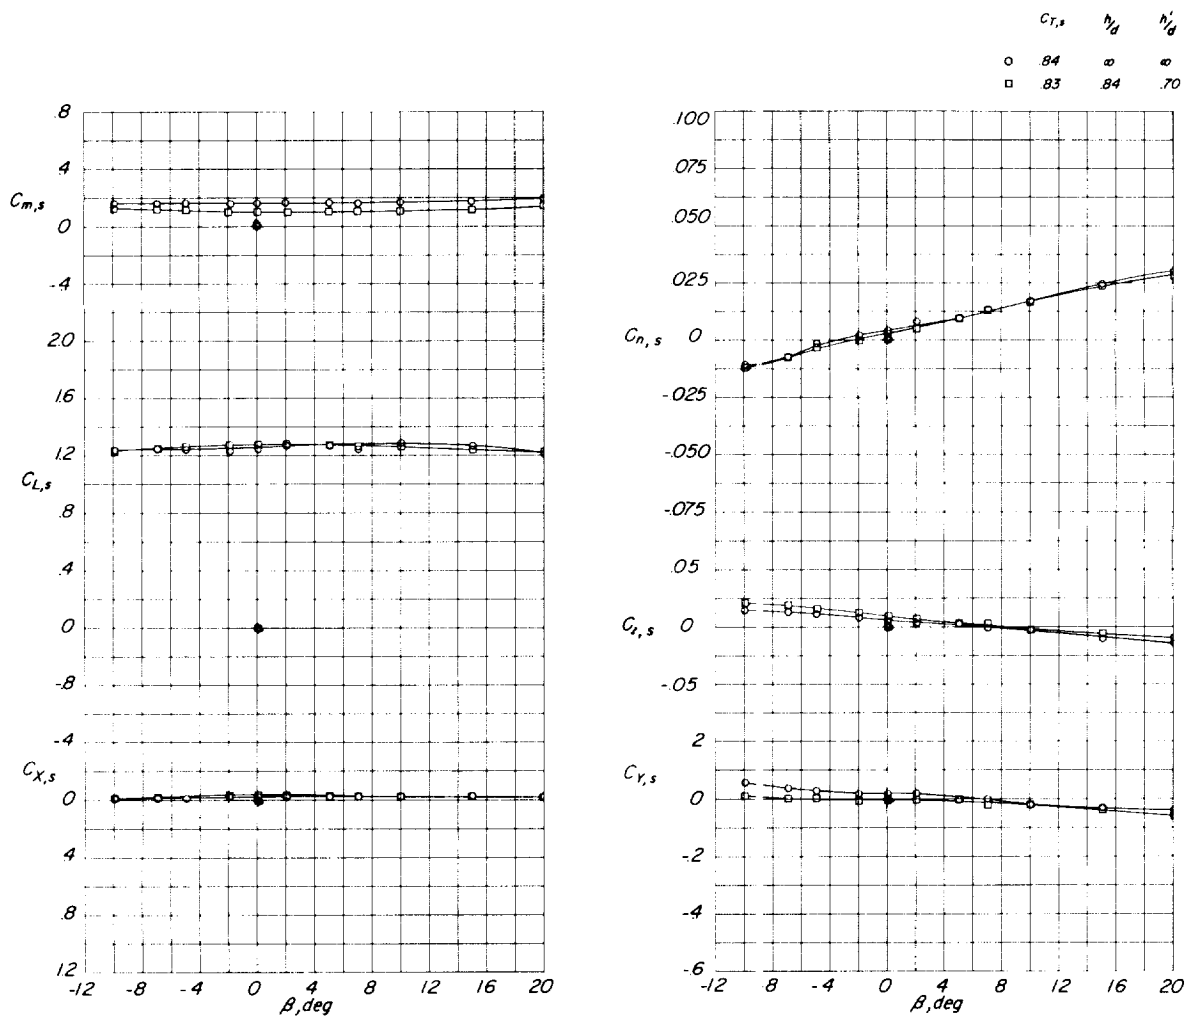 C_T,s h/d h'/d
.84 ∞ ∞
.83 .84 .70
.8
.4
C_m,s
0
-.4
2.0
1.6
1.2
C_L,s
.8
.4
0
-.8
-.4
C_X,s
0
.4
.8
1.2
-12 -8 -4 0 4 8 12 16 20
β, deg
.100
.075
.050
.025
C_n,s 0
-.025
-.050
-.075
.05
C_l,s 0
-.05
.2
C_Y,s 0
-.2
-.4
-.6
-12 -8 -4 0 4 8 12 16 20
β, deg